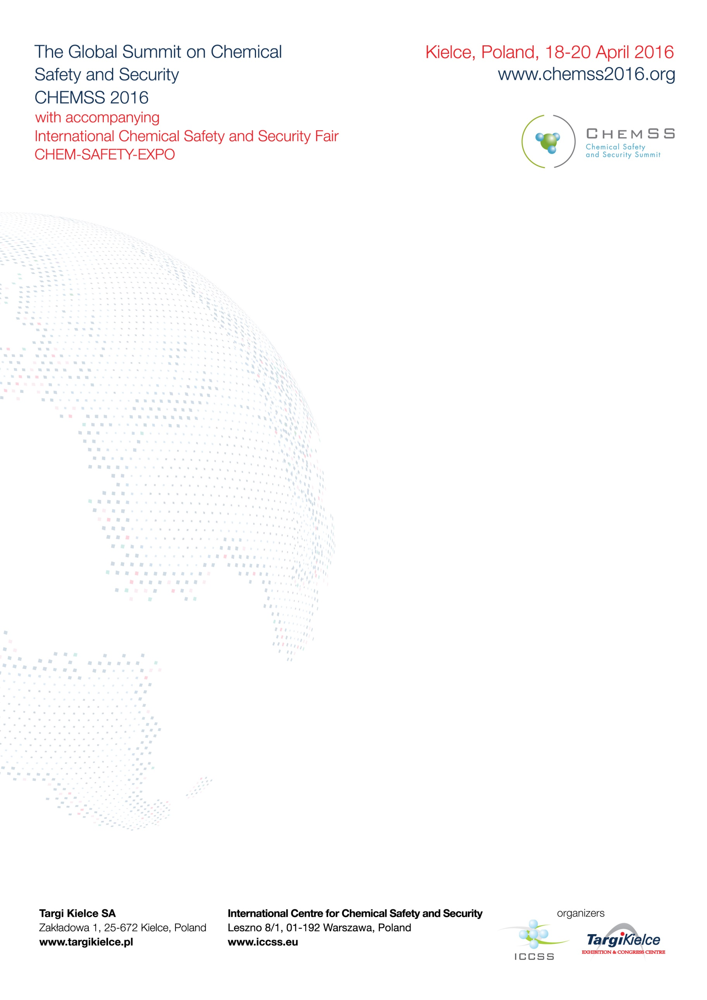 The Global Summit on Chemical
Safety and Security
CHEMSS 2016
with accompanying
International Chemical Safety and Security Fair
CHEM-SAFETY-EXPO
Kielce, Poland, 18-20 April 2016
www.chemss2016.org
CHEMSS
Chemical Safety
and Security Summit
Targi Kielce SA
Zakładowa 1, 25-672 Kielce, Poland
www.targikielce.pl
International Centre for Chemical Safety and Security
Leszno 8/1, 01-192 Warszawa, Poland
www.iccss.eu
organizers
ICCSS
TargiKielce
EXHIBITION & CONGRESS CENTRE